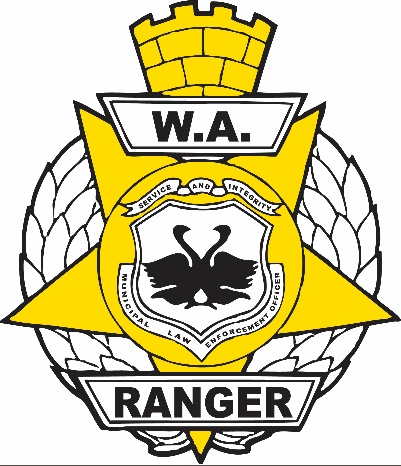 W.A.
SERVICE AND INTEGRITY
MUNICIPAL LAW ENFORCEMENT OFFICER
RANGER